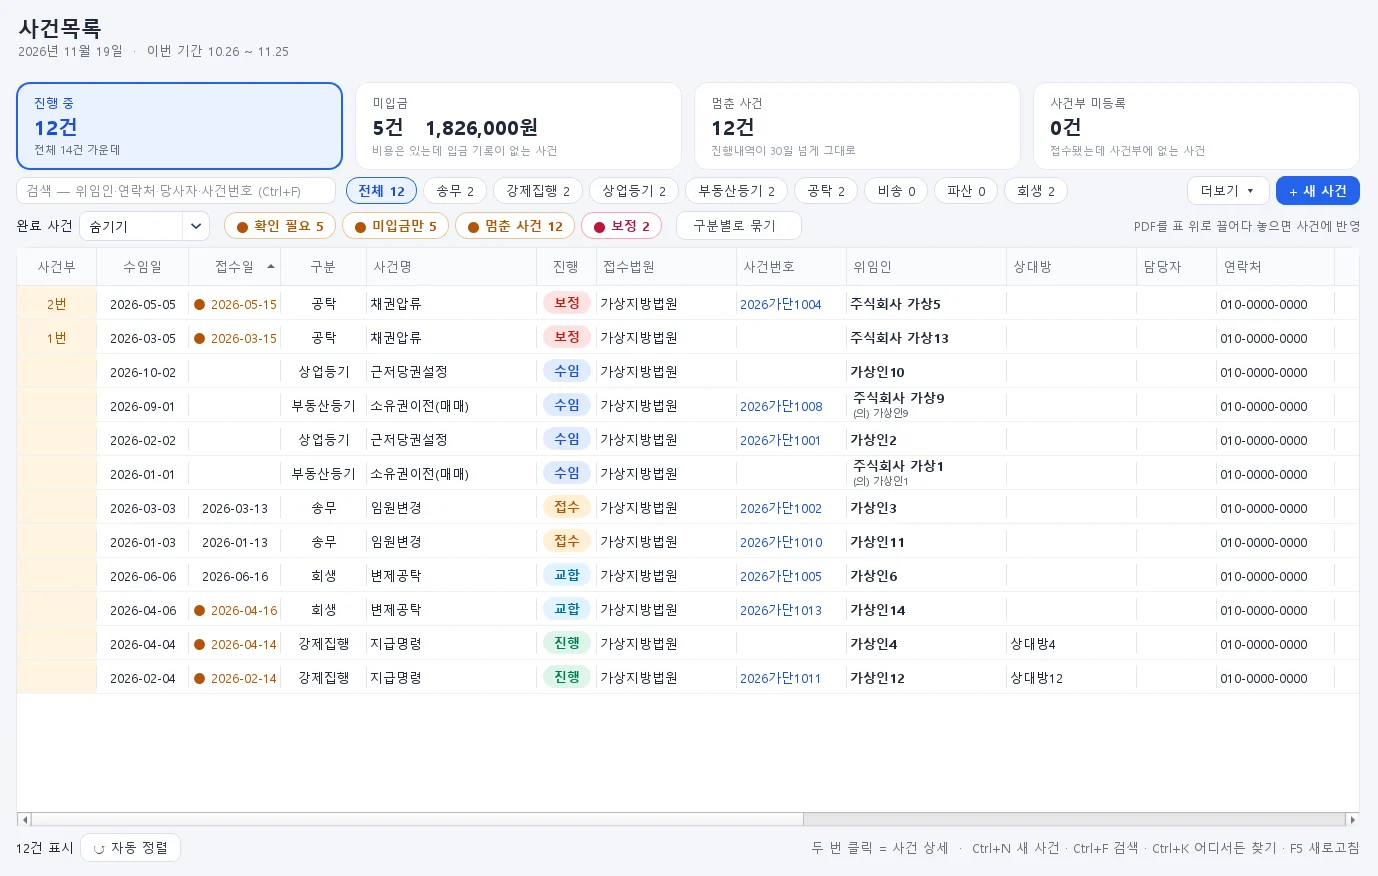 사건목록
2026년 11월 19일 · 이번 기간 10.26 ~ 11.25
진행 중
12건
전체 14건 가운데
미입금
5건 1,826,000원
비용은 있는데 입금 기록이 없는 사건
멈춘 사건
12건
진행내역이 30일 넘게 그대로
사건부 미등록
0건
접수됐는데 사건부에 없는 사건
검색 — 위임인·연락처·당사자·사건번호 (Ctrl+F) 전체 12 송무 2 강제집행 2 상업등기 2 부동산등기 2 공탁 2 비송 0 파산 0 회생 2 더보기 ▾ + 새 사건
완료 사건 숨기기 확인 필요 5 미입금만 5 멈춘 사건 12 보정 2 구분별로 묶기 PDF를 표 위로 끌어다 놓으면 사건에 반영
사건부 수임일 접수일 구분 사건명 진행 접수법원 사건번호 위임인 상대방 담당자 연락처
2번 2026-05-05 ● 2026-05-15 공탁 채권압류 보정 가상지방법원 2026가단1004 주식회사 가상5 010-0000-0000
1번 2026-03-05 ● 2026-03-15 공탁 채권압류 보정 가상지방법원 주식회사 가상13 010-0000-0000
2026-10-02 상업등기 근저당권설정 수임 가상지방법원 가상인10 010-0000-0000
2026-09-01 부동산등기 소유권이전(매매) 수임 가상지방법원 2026가단1008 주식회사 가상9 010-0000-0000
(의) 가상인9
2026-02-02 상업등기 근저당권설정 수임 가상지방법원 2026가단1001 가상인2 010-0000-0000
2026-01-01 부동산등기 소유권이전(매매) 수임 가상지방법원 주식회사 가상1 010-0000-0000
(의) 가상인1
2026-03-03 2026-03-13 송무 임원변경 접수 가상지방법원 2026가단1002 가상인3 010-0000-0000
2026-01-03 2026-01-13 송무 임원변경 접수 가상지방법원 2026가단1010 가상인11 010-0000-0000
2026-06-06 2026-06-16 회생 변제공탁 교합 가상지방법원 2026가단1005 가상인6 010-0000-0000
2026-04-06 ● 2026-04-16 회생 변제공탁 교합 가상지방법원 2026가단1013 가상인14 010-0000-0000
2026-04-04 ● 2026-04-14 강제집행 지급명령 진행 가상지방법원 가상인4 상대방4 010-0000-0000
2026-02-04 ● 2026-02-14 강제집행 지급명령 진행 가상지방법원 2026가단1011 가상인12 상대방12 010-0000-0000
12건 표시 자동 정렬 두 번 클릭 = 사건 상세 · Ctrl+N 새 사건 · Ctrl+F 검색 · Ctrl+K 어디서든 찾기 · F5 새로고침